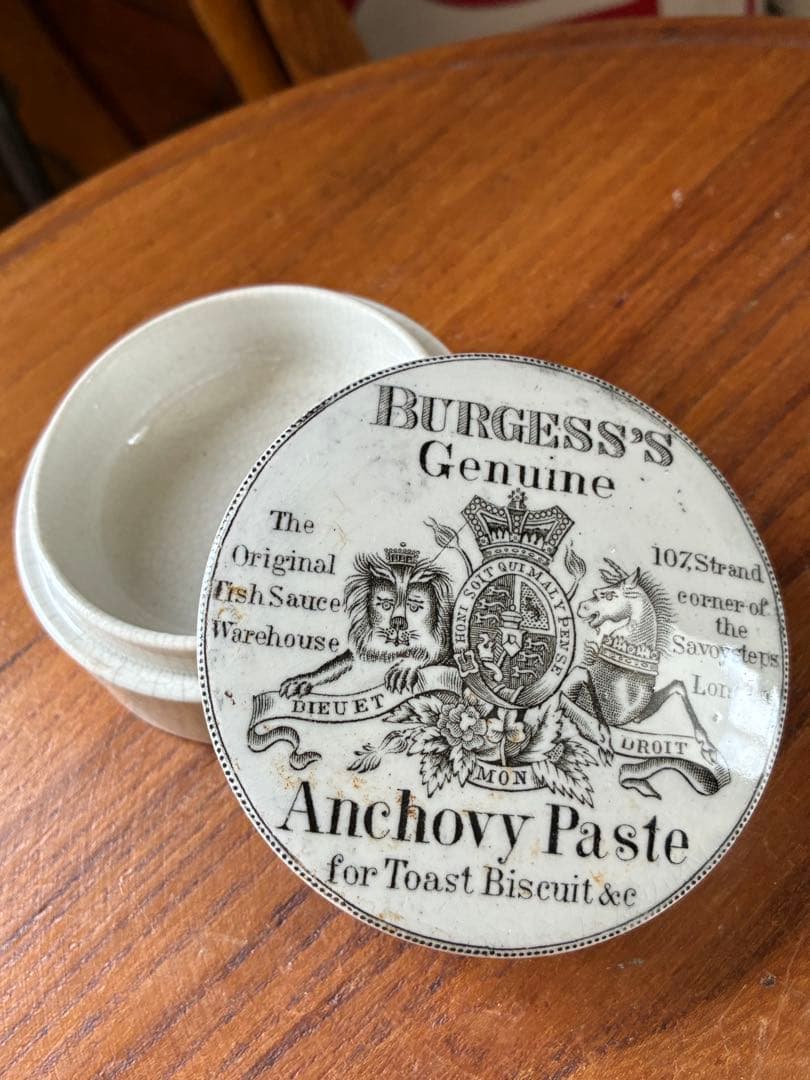 BURGESS'S
Genuine
The
Original
Fish Sauce
Warehouse
107, Strand
corner of
the
Savoy steps
HONI SOIT QUI MAL Y PENSE
DIEU ET
MON
DROIT
Anchovy Paste
for Toast Biscuit &c